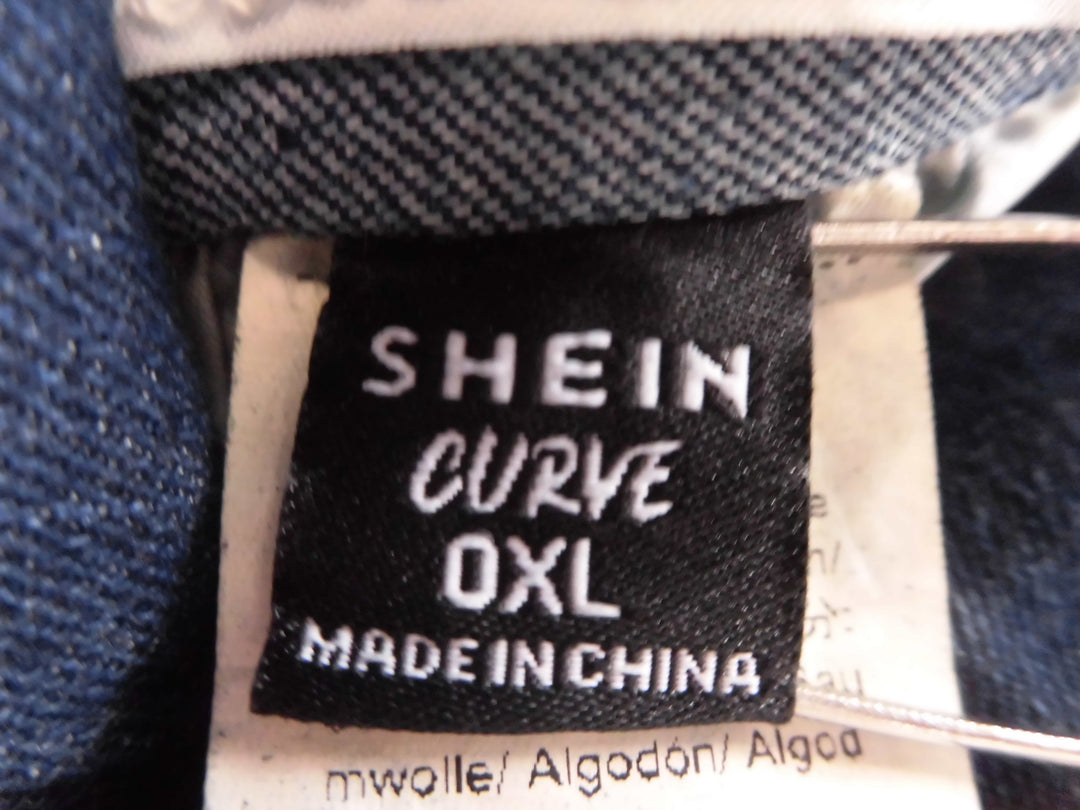 SHEIN
CURVE
0XL
MADE IN CHINA
mwolle/ Algodón/ Algod